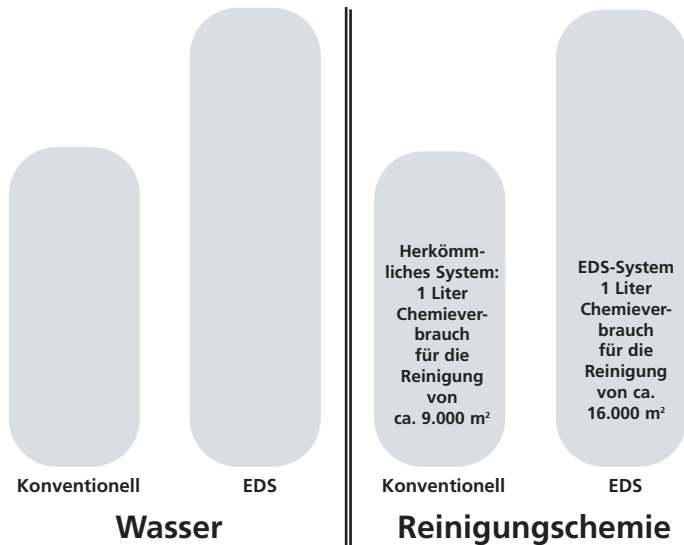 Konventionell
EDS
Wasser
Herkömm-
liches System:
1 Liter
Chemiever-
brauch
für die
Reinigung
von
ca. 9.000 m²
EDS-System
1 Liter
Chemiever-
brauch
für die
Reinigung
von ca.
16.000 m²
Konventionell
EDS
Reinigungschemie